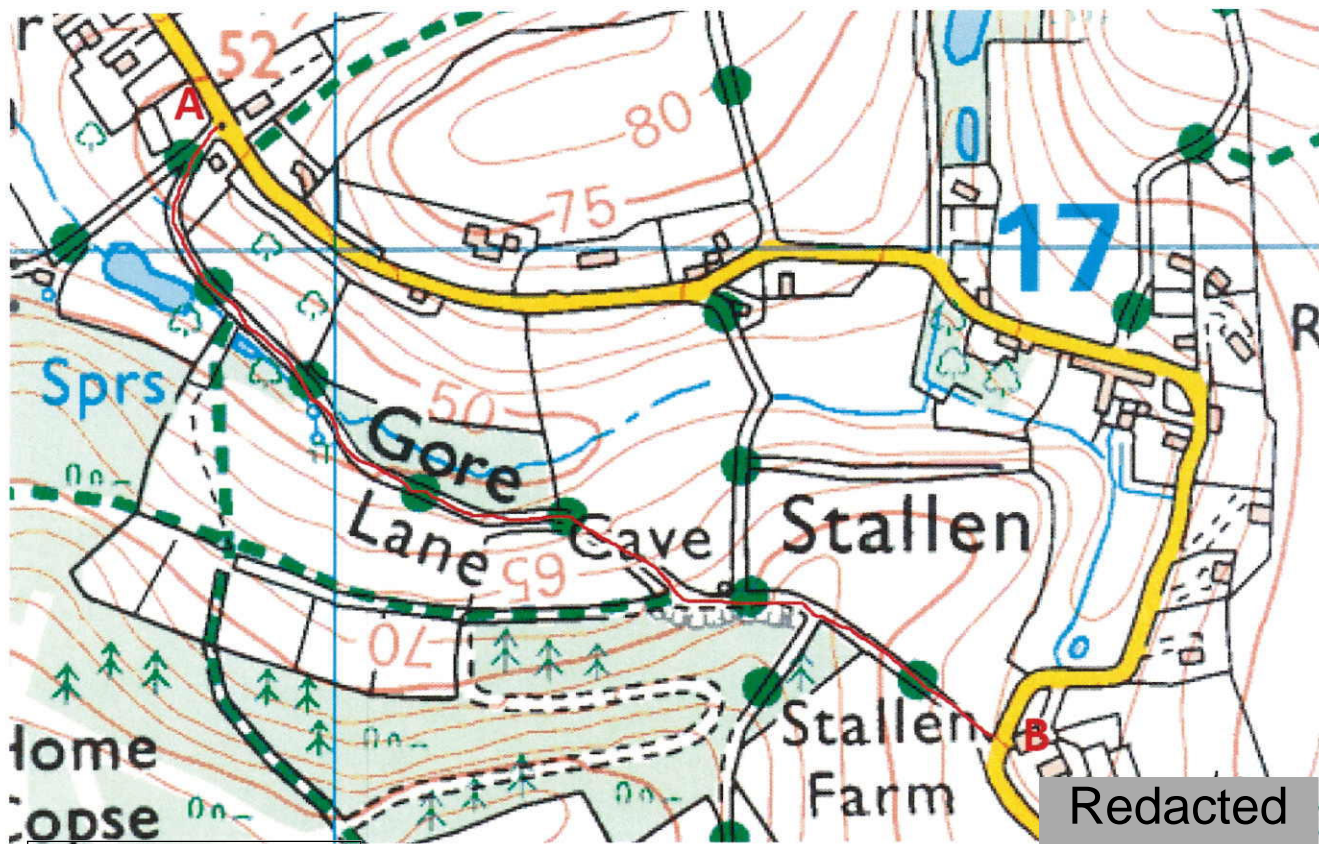 r
52
A
80
75
17
R
Sprs
50
Gore
Lane
Cave
Stallen
65
70
Stallen
Farm
B
Home
Copse
Redacted